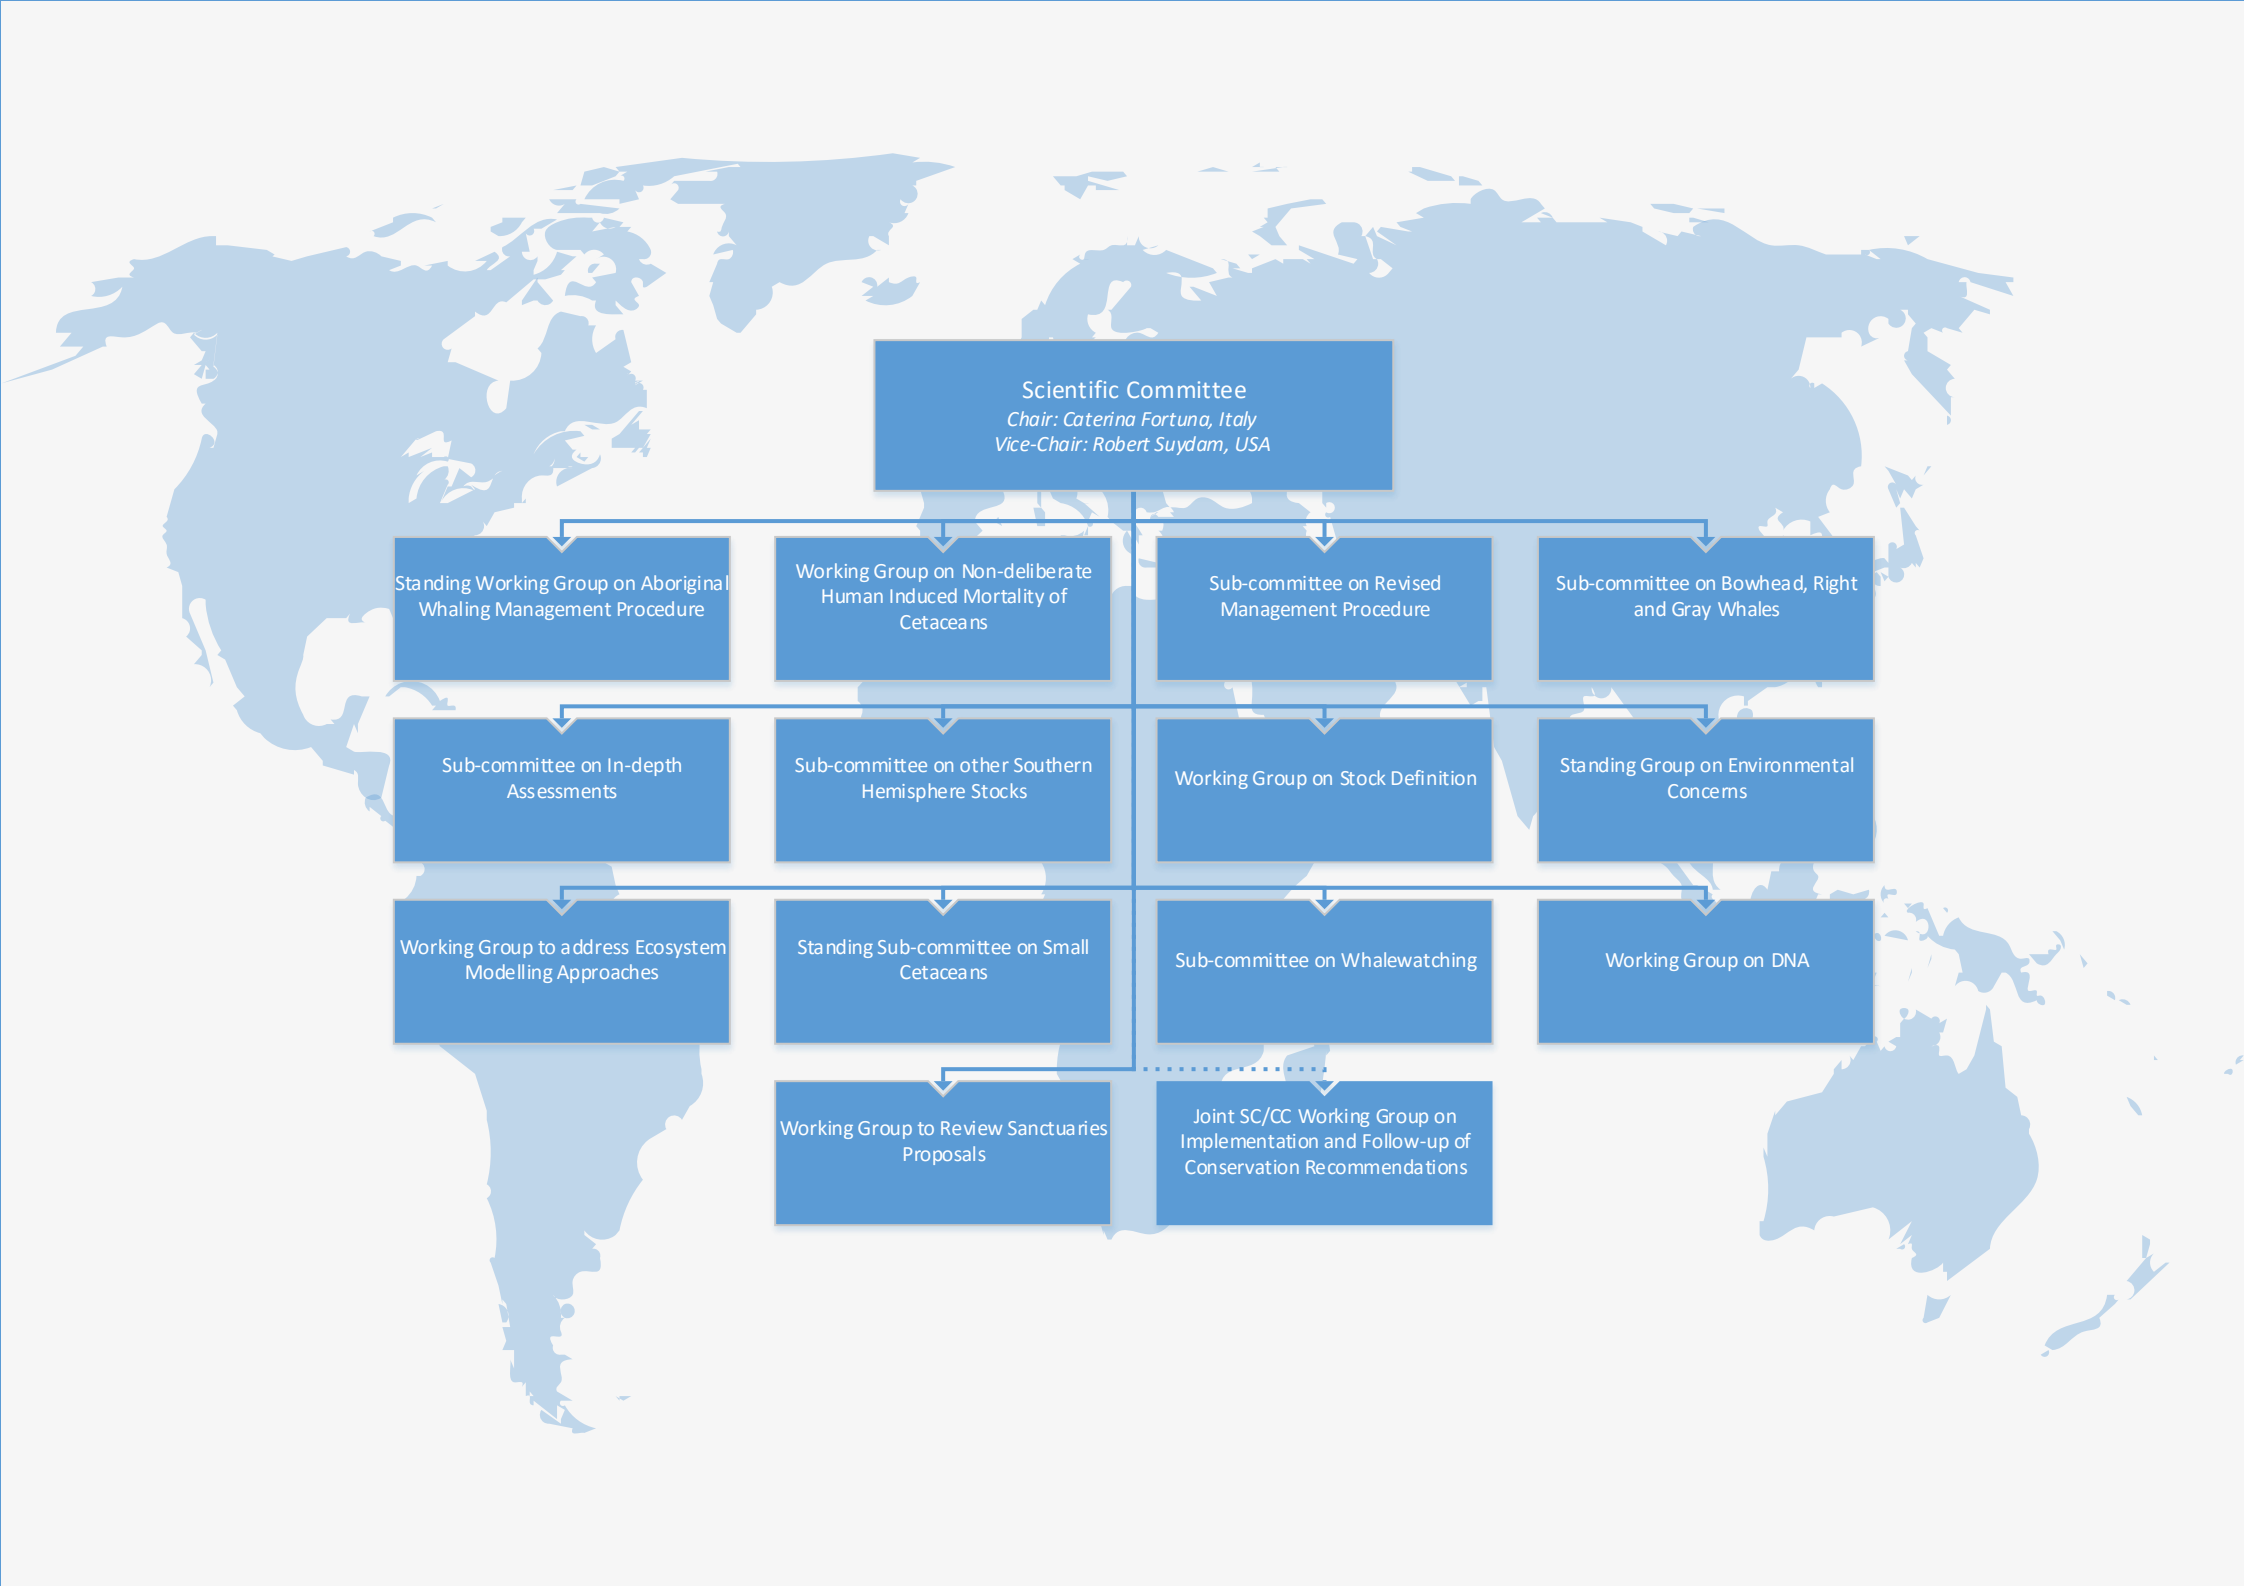 Scientific Committee
Chair: Caterina Fortuna, Italy
Vice-Chair: Robert Suydam, USA
Standing Working Group on Aboriginal
Whaling Management Procedure
Working Group on Non-deliberate
Human Induced Mortality of
Cetaceans
Sub-committee on Revised
Management Procedure
Sub-committee on Bowhead, Right
and Gray Whales
Sub-committee on In-depth
Assessments
Sub-committee on other Southern
Hemisphere Stocks
Working Group on Stock Definition
Standing Group on Environmental
Concerns
Working Group to address Ecosystem
Modelling Approaches
Standing Sub-committee on Small
Cetaceans
Sub-committee on Whalewatching
Working Group on DNA
Working Group to Review Sanctuaries
Proposals
Joint SC/CC Working Group on
Implementation and Follow-up of
Conservation Recommendations